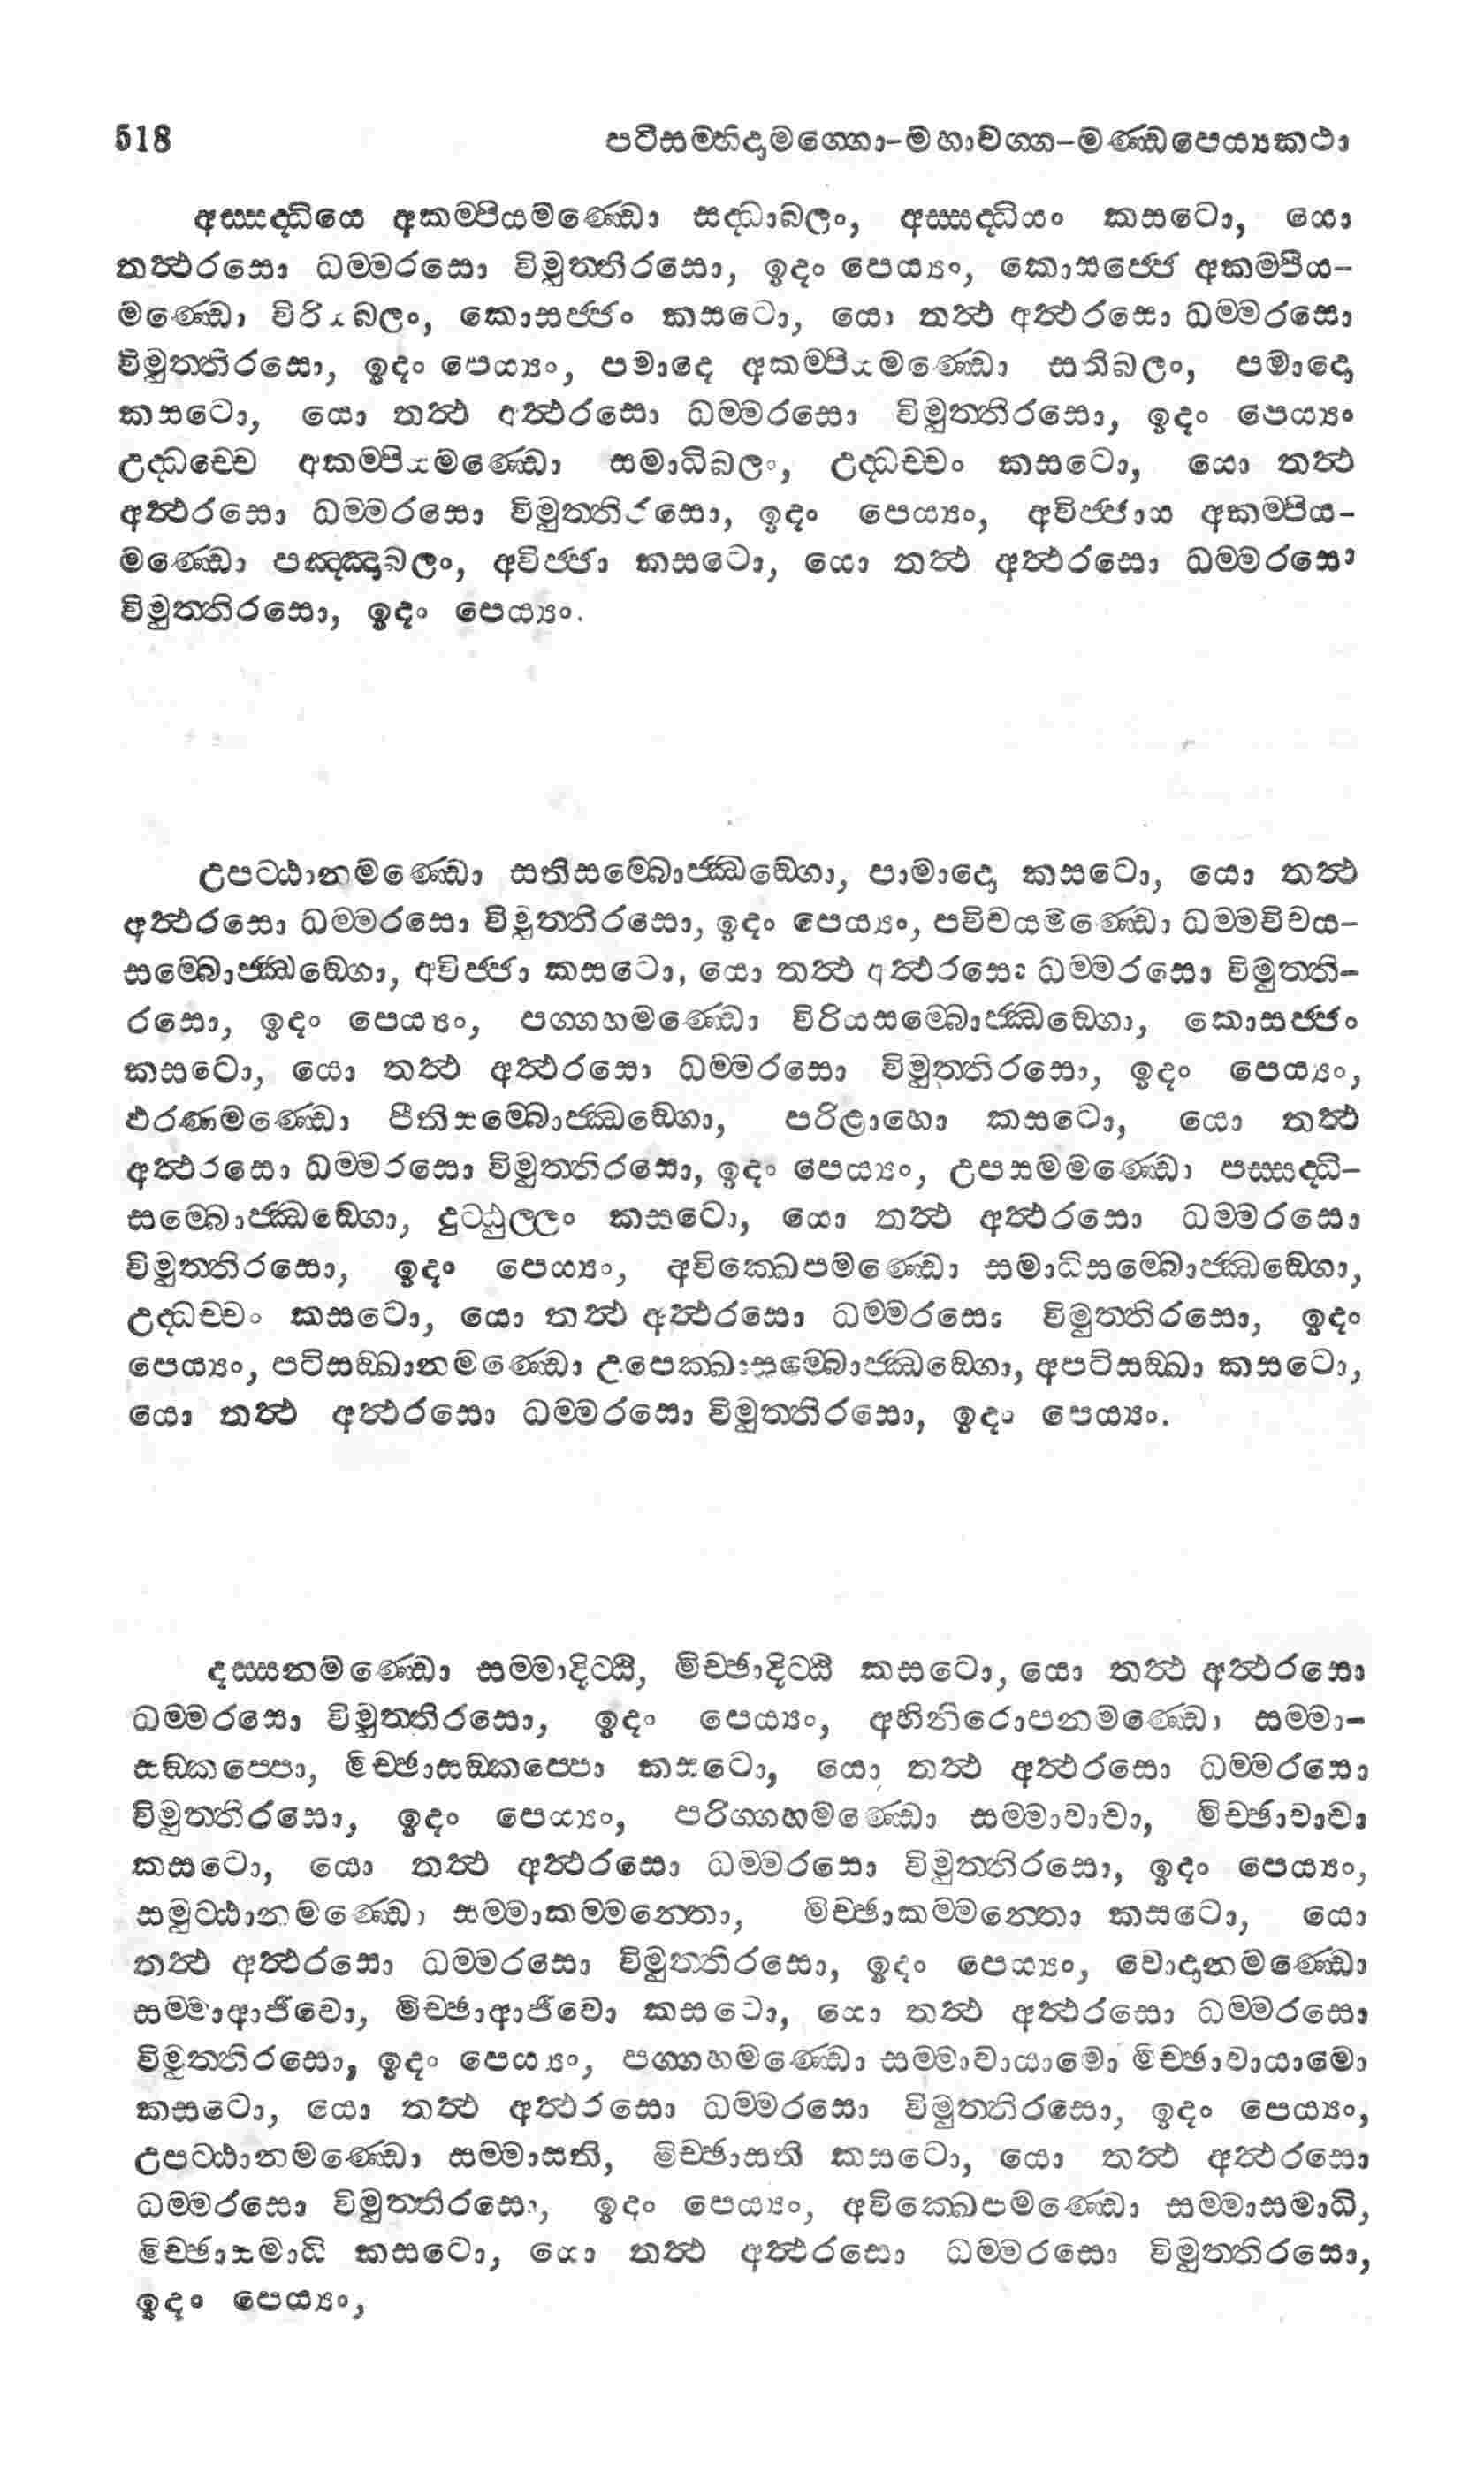 518 පටිසම්භිදාමග්ගො-මහාවග්ග-මණ්ඩපෙය්‍යකථා
අස්සද්ධියෙ අකම්පියමණ්ඩො සද්ධාබලං, අස්සද්ධියං කසටො, යො
තත්‍ථරසො ධම්මරසො විමුත්තිරසො, ඉදං පෙය්‍යං, කොසජ්ජෙ අකම්පිය-
මණ්ඩො විරියබලං, කොසජ්ජං කසටො, යො තත්‍ථ අත්‍ථරසො ධම්මරසො
විමුත්තිරසො, ඉදං පෙය්‍යං, පමාදෙ අකම්පියමණ්ඩො සතිබලං, පමාදො
කසටො, යො තත්‍ථ අත්‍ථරසො ධම්මරසො විමුත්තිරසො, ඉදං පෙය්‍යං
උද්ධච්චෙ අකම්පියමණ්ඩො සමාධිබලං, උද්ධච්චං කසටො, යො තත්‍ථ
අත්‍ථරසො ධම්මරසො විමුත්තිරසො, ඉදං පෙය්‍යං, අවිජ්ජාය අකම්පිය-
මණ්ඩො පඤ්ඤාබලං, අවිජ්ජා කසටො, යො තත්‍ථ අත්‍ථරසො ධම්මරසො
විමුත්තිරසො, ඉදං පෙය්‍යං.
උපට්ඨානමණ්ඩො සතිසම්බොජ්ඣඞ්ගො, පාමාදො කසටො, යො තත්‍ථ
අත්‍ථරසො ධම්මරසො විමුත්තිරසො, ඉදං පෙය්‍යං, පවිචයමණ්ඩො ධම්මවිචය-
සම්බොජ්ඣඞ්ගො, අවිජ්ජා කසටො, යො තත්‍ථ අත්‍ථරසො ධම්මරසො විමුත්ති-
රසො, ඉදං පෙය්‍යං, පග්ගහමණ්ඩො විරියසම්බොජ්ඣඞ්ගො, කොසජ්ජං
කසටො, යො තත්‍ථ අත්‍ථරසො ධම්මරසො විමුත්තිරසො, ඉදං පෙය්‍යං,
ඵරණමණ්ඩො පීතිසම්බොජ්ඣඞ්ගො, පරිළාහො කසටො, යො තත්‍ථ
අත්‍ථරසො ධම්මරසො විමුත්තිරසො, ඉදං පෙය්‍යං, උපසමමණ්ඩො පස්සද්ධි-
සම්බොජ්ඣඞ්ගො, දුට්ඨුල්ලං කසටො, යො තත්‍ථ අත්‍ථරසො ධම්මරසො
විමුත්තිරසො, ඉදං පෙය්‍යං, අවික්ඛෙපමණ්ඩො සමාධිසම්බොජ්ඣඞ්ගො,
උද්ධච්චං කසටො, යො තත්‍ථ අත්‍ථරසො ධම්මරසො විමුත්තිරසො, ඉදං
පෙය්‍යං, පටිසඞ්ඛානමණ්ඩො උපෙක්ඛාසම්බොජ්ඣඞ්ගො, අපටිසඞ්ඛා කසටො,
යො තත්‍ථ අත්‍ථරසො ධම්මරසො විමුත්තිරසො, ඉදං පෙය්‍යං.
දස්සනමණ්ඩො සම්මාදිට්ඨි, මිච්ඡාදිට්ඨි කසටො, යො තත්‍ථ අත්‍ථරසො
ධම්මරසො විමුත්තිරසො, ඉදං පෙය්‍යං, අභිනිරොපනමණ්ඩො සම්මා-
සඞ්කප්පො, මිච්ඡාසඞ්කප්පො කසටො, යො තත්‍ථ අත්‍ථරසො ධම්මරසො
විමුත්තිරසො, ඉදං පෙය්‍යං, පරිග්ගහමණ්ඩො සම්මාවාචා, මිච්ඡාවාචා
කසටො, යො තත්‍ථ අත්‍ථරසො ධම්මරසො විමුත්තිරසො, ඉදං පෙය්‍යං,
සමුට්ඨානමණ්ඩො සම්මාකම්මන්තො, මිච්ඡාකම්මන්තො කසටො, යො
තත්‍ථ අත්‍ථරසො ධම්මරසො විමුත්තිරසො, ඉදං පෙය්‍යං, වොදානමණ්ඩො
සම්මාආජීවො, මිච්ඡාආජීවො කසටො, යො තත්‍ථ අත්‍ථරසො ධම්මරසො
විමුත්තිරසො, ඉදං පෙය්‍යං, පග්ගහමණ්ඩො සම්මාවායාමො මිච්ඡාවායාමො
කසටො, යො තත්‍ථ අත්‍ථරසො ධම්මරසො විමුත්තිරසො, ඉදං පෙය්‍යං,
උපට්ඨානමණ්ඩො සම්මාසති, මිච්ඡාසති කසටො, යො තත්‍ථ අත්‍ථරසො
ධම්මරසො විමුත්තිරසො, ඉදං පෙය්‍යං, අවික්ඛෙපමණ්ඩො සම්මාසමාධි,
මිච්ඡාසමාධි කසටො, යො තත්‍ථ අත්‍ථරසො ධම්මරසො විමුත්තිරසො,
ඉදං පෙය්‍යං,